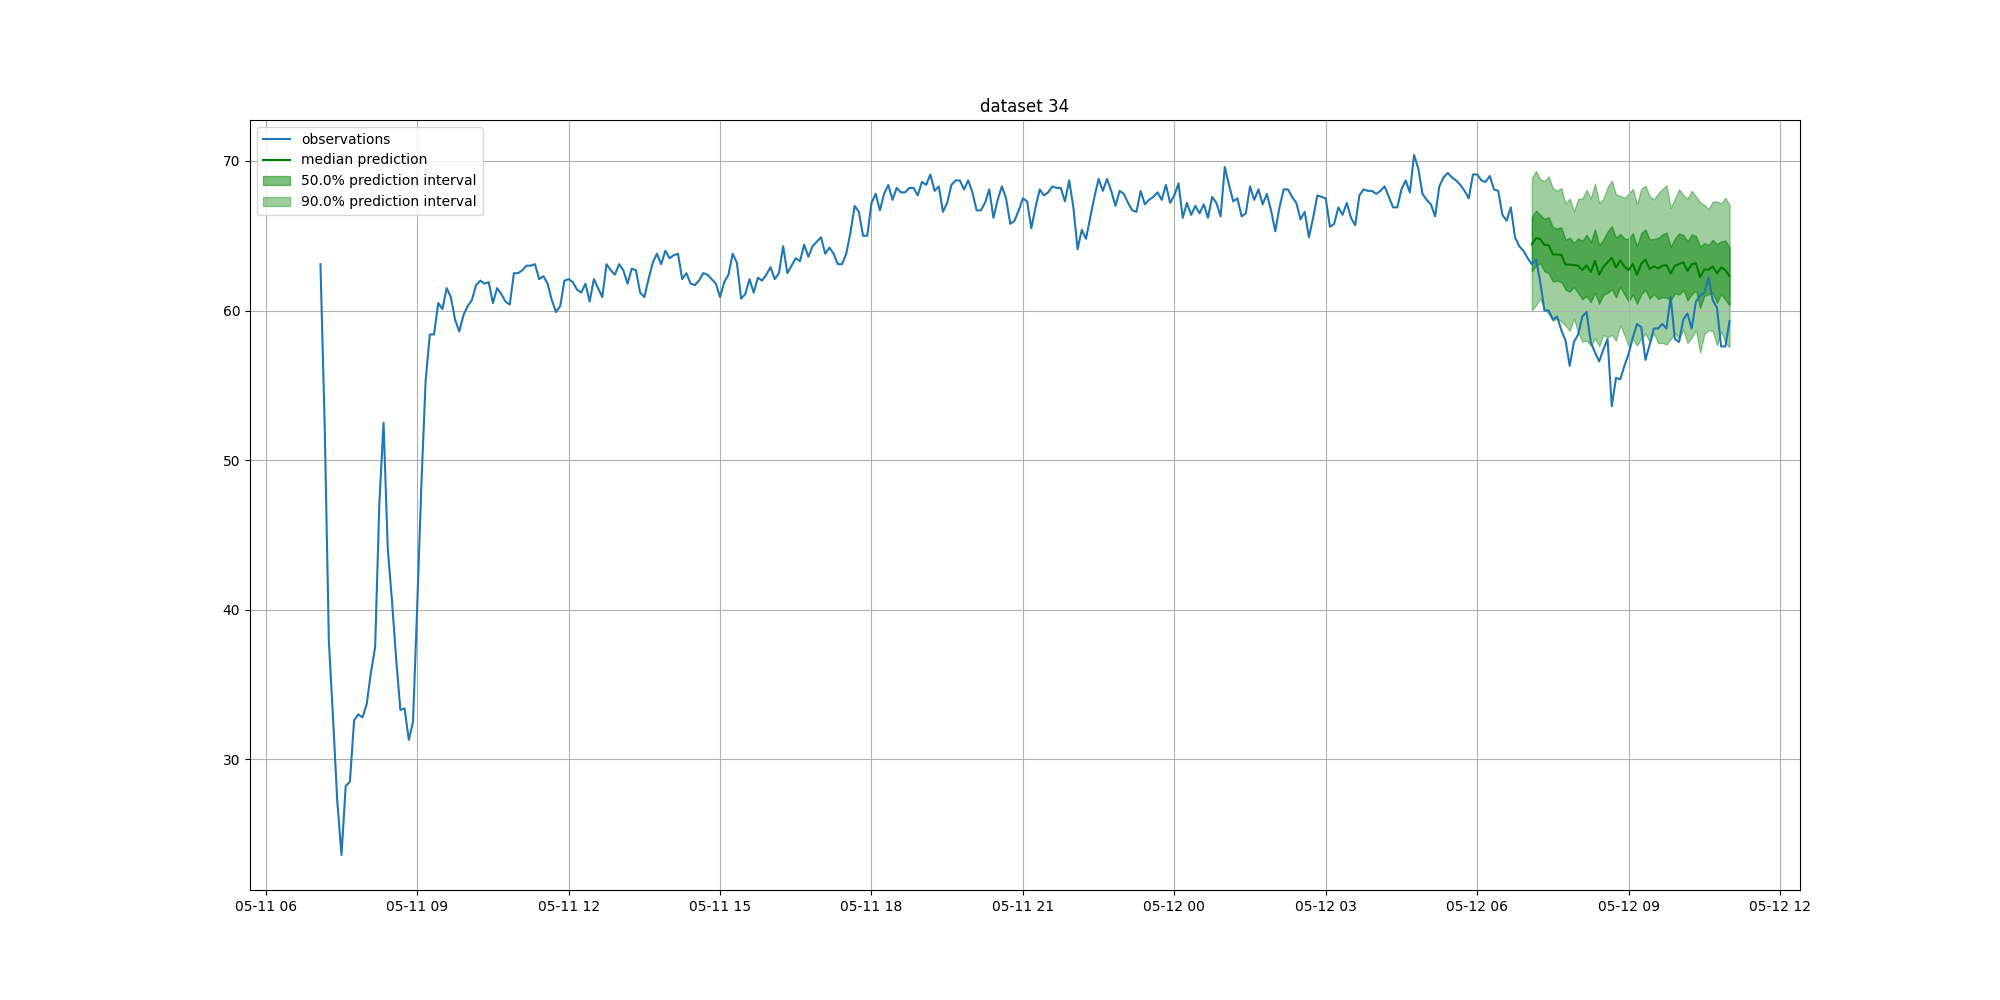 dataset 34
observations
median prediction
50.0% prediction interval
90.0% prediction interval
70
60
50
40
30
05-11 06 05-11 09 05-11 12 05-11 15 05-11 18 05-11 21 05-12 00 05-12 03 05-12 06 05-12 09 05-12 12